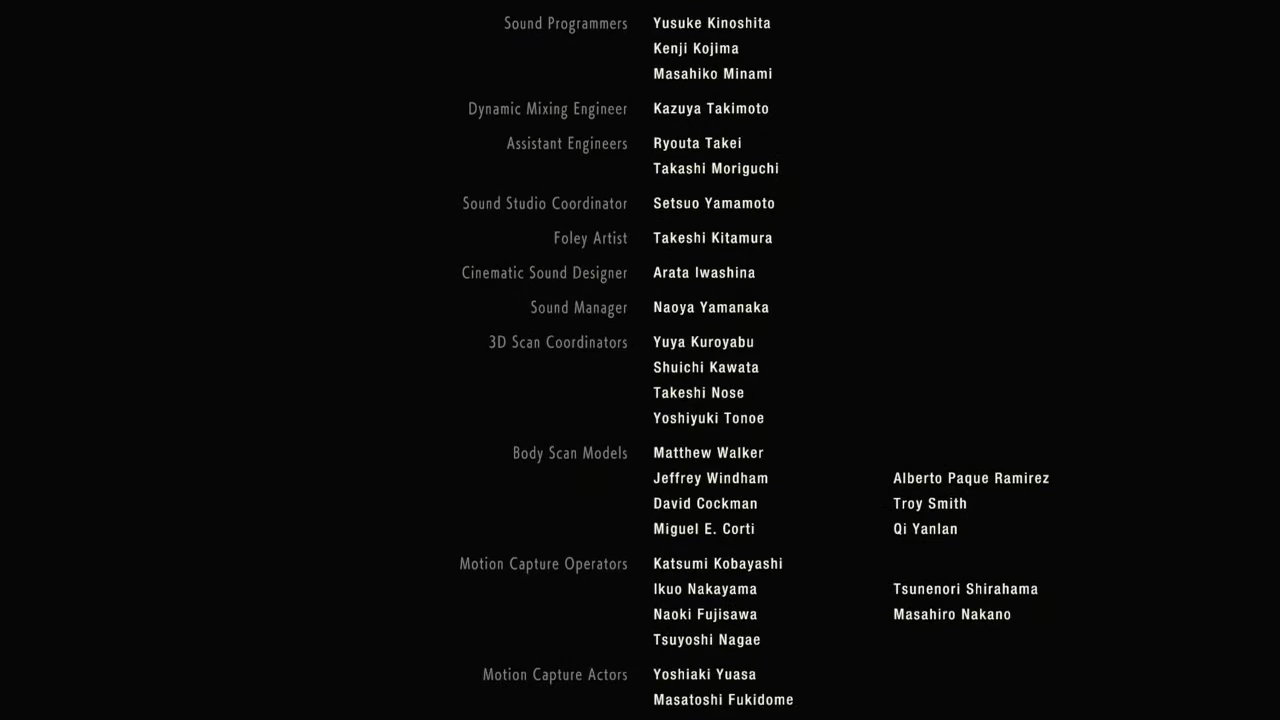 Sound Programmers Yusuke Kinoshita
Kenji Kojima
Masahiko Minami
Dynamic Mixing Engineer Kazuya Takimoto
Assistant Engineers Ryouta Takei
Takashi Moriguchi
Sound Studio Coordinator Setsuo Yamamoto
Foley Artist Takeshi Kitamura
Cinematic Sound Designer Arata Iwashina
Sound Manager Naoya Yamanaka
3D Scan Coordinators Yuya Kuroyabu
Shuichi Kawata
Takeshi Nose
Yoshiyuki Tonoe
Body Scan Models Matthew Walker
Jeffrey Windham Alberto Paque Ramirez
David Cockman Troy Smith
Miguel E. Corti Qi Yanlan
Motion Capture Operators Katsumi Kobayashi
Ikuo Nakayama Tsunenori Shirahama
Naoki Fujisawa Masahiro Nakano
Tsuyoshi Nagae
Motion Capture Actors Yoshiaki Yuasa
Masatoshi Fukidome